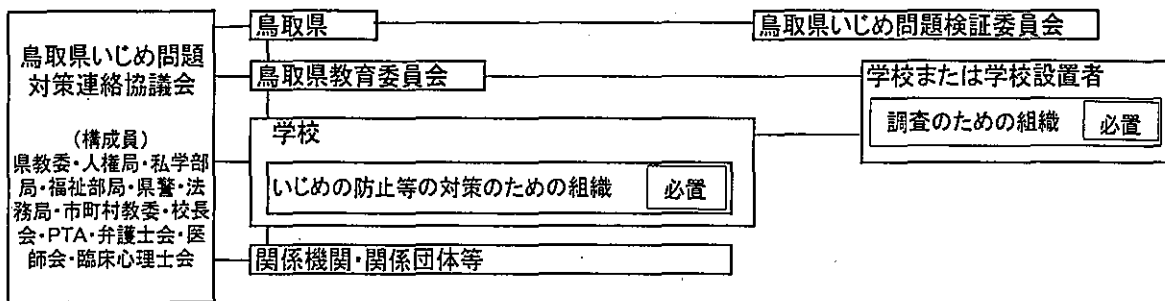 鳥取県いじめ問題
対策連絡協議会
(構成員)
県教委・人権局・私学部
局・福祉部局・県警・法
務局・市町村教委・校長
会・PTA・弁護士会・医
師会・臨床心理士会
鳥取県
鳥取県いじめ問題検証委員会
鳥取県教育委員会
学校または学校設置者
調査のための組織 必置
学校
いじめの防止等の対策のための組織 必置
関係機関・関係団体等